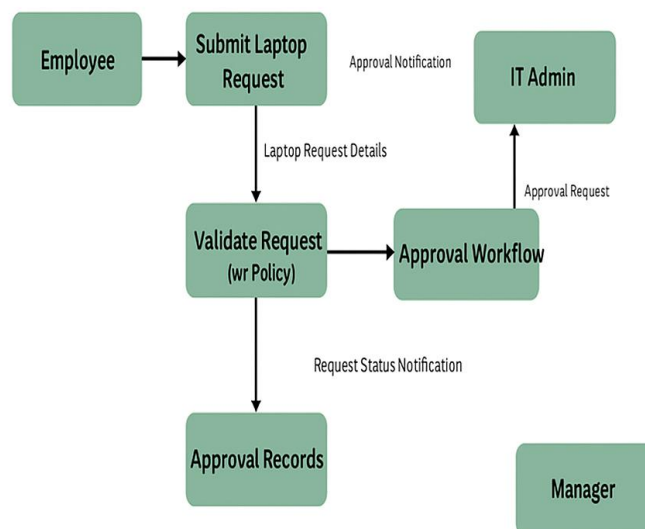 Employee
Submit Laptop
Request
Approval Notification
IT Admin
Laptop Request Details
Approval Request
Validate Request
(wr Policy)
Approval Workflow
Request Status Notification
Approval Records
Manager